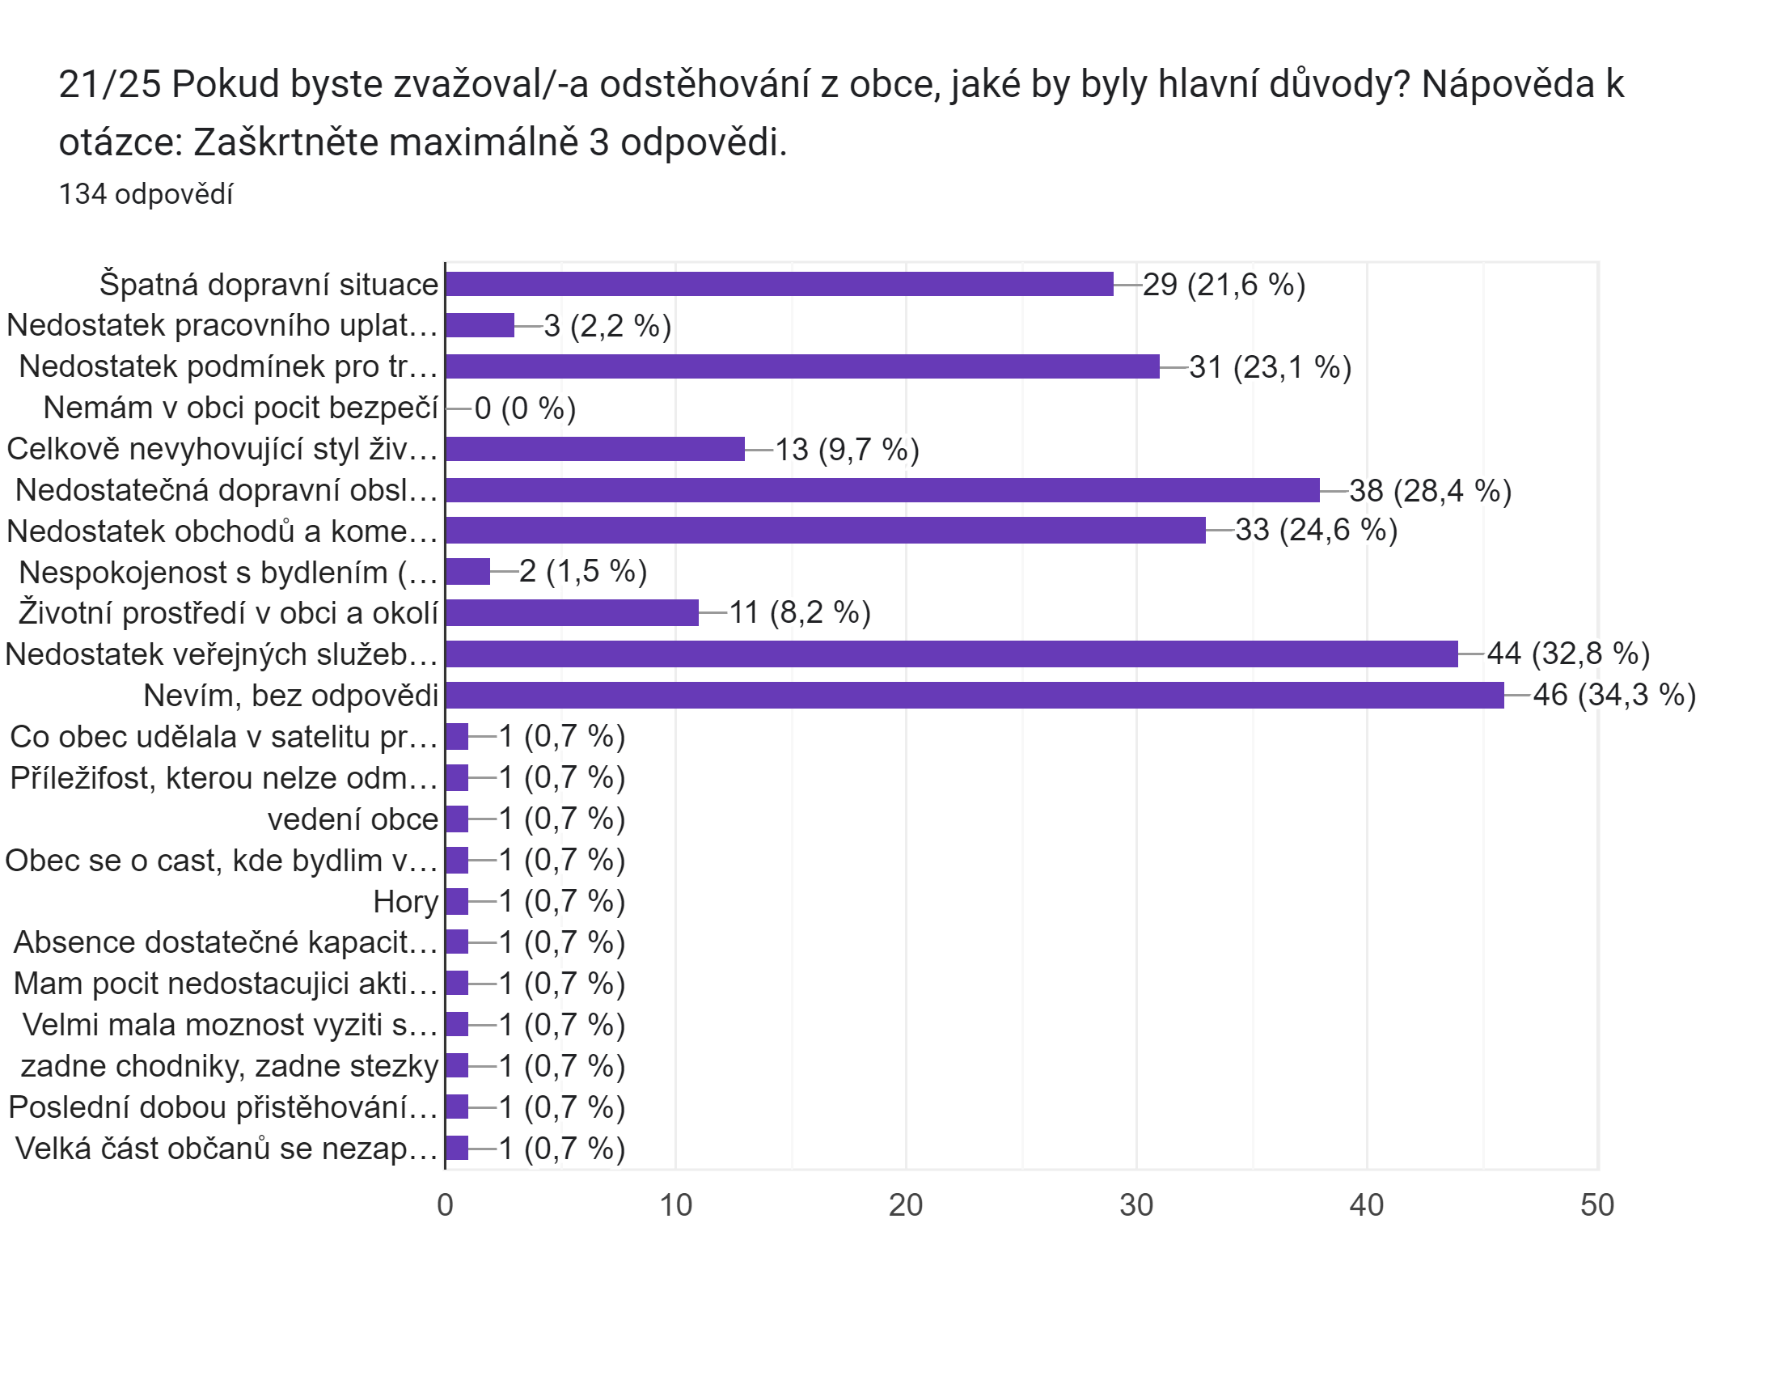 21/25 Pokud byste zvažoval/-a odstěhování z obce, jaké by byly hlavní důvody? Nápověda k
otázce: Zaškrtněte maximálně 3 odpovědi.
134 odpovědí
Špatná dopravní situace 29 (21,6 %)
Nedostatek pracovního uplat… 3 (2,2 %)
Nedostatek podmínek pro tr… 31 (23,1 %)
Nemám v obci pocit bezpečí 0 (0 %)
Celkově nevyhovující styl živ… 13 (9,7 %)
Nedostatečná dopravní obsl… 38 (28,4 %)
Nedostatek obchodů a kome… 33 (24,6 %)
Nespokojenost s bydlením (… 2 (1,5 %)
Životní prostředí v obci a okolí 11 (8,2 %)
Nedostatek veřejných služeb… 44 (32,8 %)
Nevím, bez odpovědi 46 (34,3 %)
Co obec udělala v satelitu pr… 1 (0,7 %)
Příležifost, kterou nelze odm… 1 (0,7 %)
vedení obce 1 (0,7 %)
Obec se o cast, kde bydlim v… 1 (0,7 %)
Hory 1 (0,7 %)
Absence dostatečné kapacit… 1 (0,7 %)
Mam pocit nedostacujici akti… 1 (0,7 %)
Velmi mala moznost vyziti s… 1 (0,7 %)
zadne chodniky, zadne stezky 1 (0,7 %)
Poslední dobou přistěhování… 1 (0,7 %)
Velká část občanů se nezap… 1 (0,7 %)
0 10 20 30 40 50